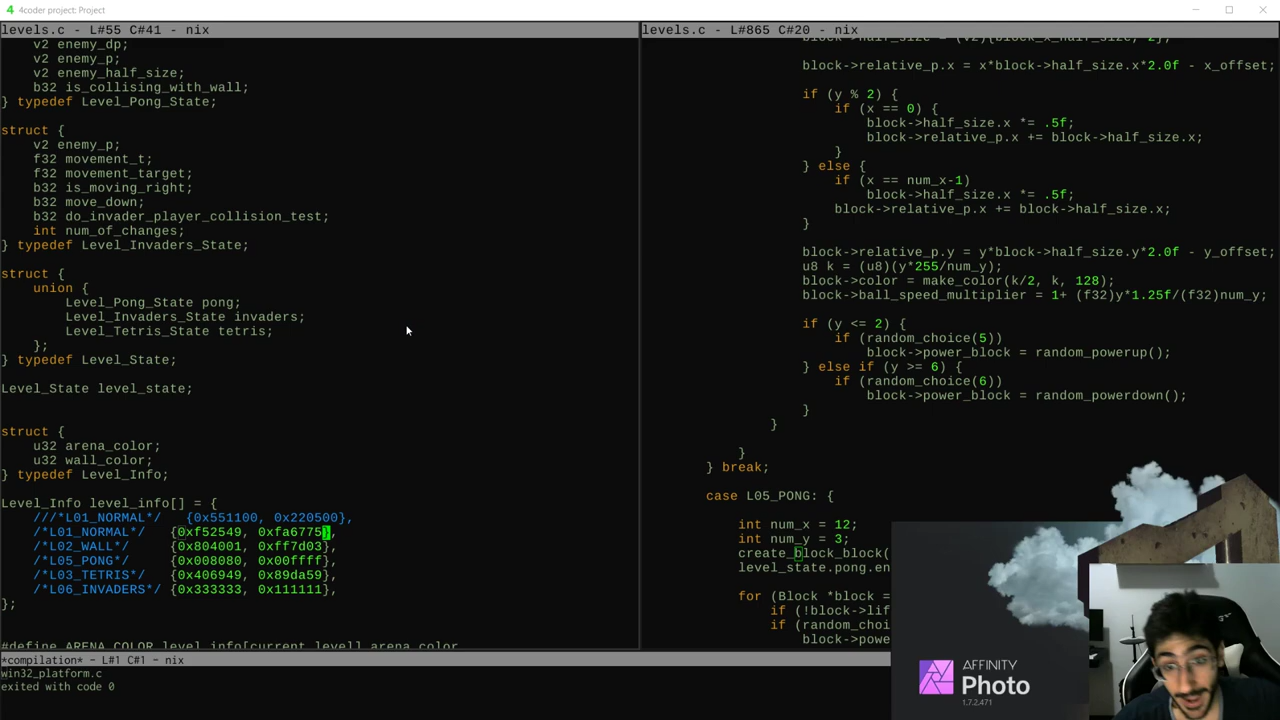 4coder project: Project
levels.c - L#55 C#41 - nix
v2 enemy_dp;
v2 enemy_p;
v2 enemy_half_size;
b32 is_colliding_with_wall;
} typedef Level_Pong_State;
struct {
v2 enemy_p;
f32 movement_t;
f32 movement_target;
b32 is_moving_right;
b32 move_down;
b32 do_invader_player_collision_test;
int num_of_changes;
} typedef Level_Invaders_State;
struct {
union {
Level_Pong_State pong;
Level_Invaders_State invaders;
Level_Tetris_State tetris;
};
} typedef Level_State;
Level_State level_state;
struct {
u32 arena_color;
u32 wall_color;
} typedef Level_Info;
Level_Info level_info[] = {
///*L01_NORMAL*/   {0x551100, 0x220500},
/*L01_NORMAL*/   {0xf52549, 0xfa6775},
/*L02_WALL*/     {0x804001, 0xff7d03},
/*L05_PONG*/     {0x008080, 0x00ffff},
/*L03_TETRIS*/   {0x406949, 0x89da59},
/*L06_INVADERS*/ {0x333333, 0x111111},
};
#define ARENA_COLOR level_info[current_level].arena_color
levels.c - L#865 C#20 - nix
block->half_size = (v2){block_x_half_size, 2};
block->relative_p.x = x*block->half_size.x*2.0f - x_offset;
if (y % 2) {
if (x == 0) {
block->half_size.x *= .5f;
block->relative_p.x += block->half_size.x;
}
} else {
if (x == num_x-1)
block->half_size.x *= .5f;
block->relative_p.x += block->half_size.x;
}
block->relative_p.y = y*block->half_size.y*2.0f - y_offset;
u8 k = (u8)(y*255/num_y);
block->color = make_color(k/2, k, 128);
block->ball_speed_multiplier = 1+ (f32)y*1.25f/(f32)num_y;
if (y <= 2) {
if (random_choice(5))
block->power_block = random_powerup();
} else if (y >= 6) {
if (random_choice(6))
block->power_block = random_powerdown();
}
}
}
} break;
case L05_PONG: {
int num_x = 12;
int num_y = 3;
create_block_block(
level_state.pong.en
for (Block *block =
if (!block->lif
if (random_choi
block->powe
*compilation* - L#1 C#1 - nix
win32_platform.c
exited with code 0
AFFINITY
Photo
1.7.2.471